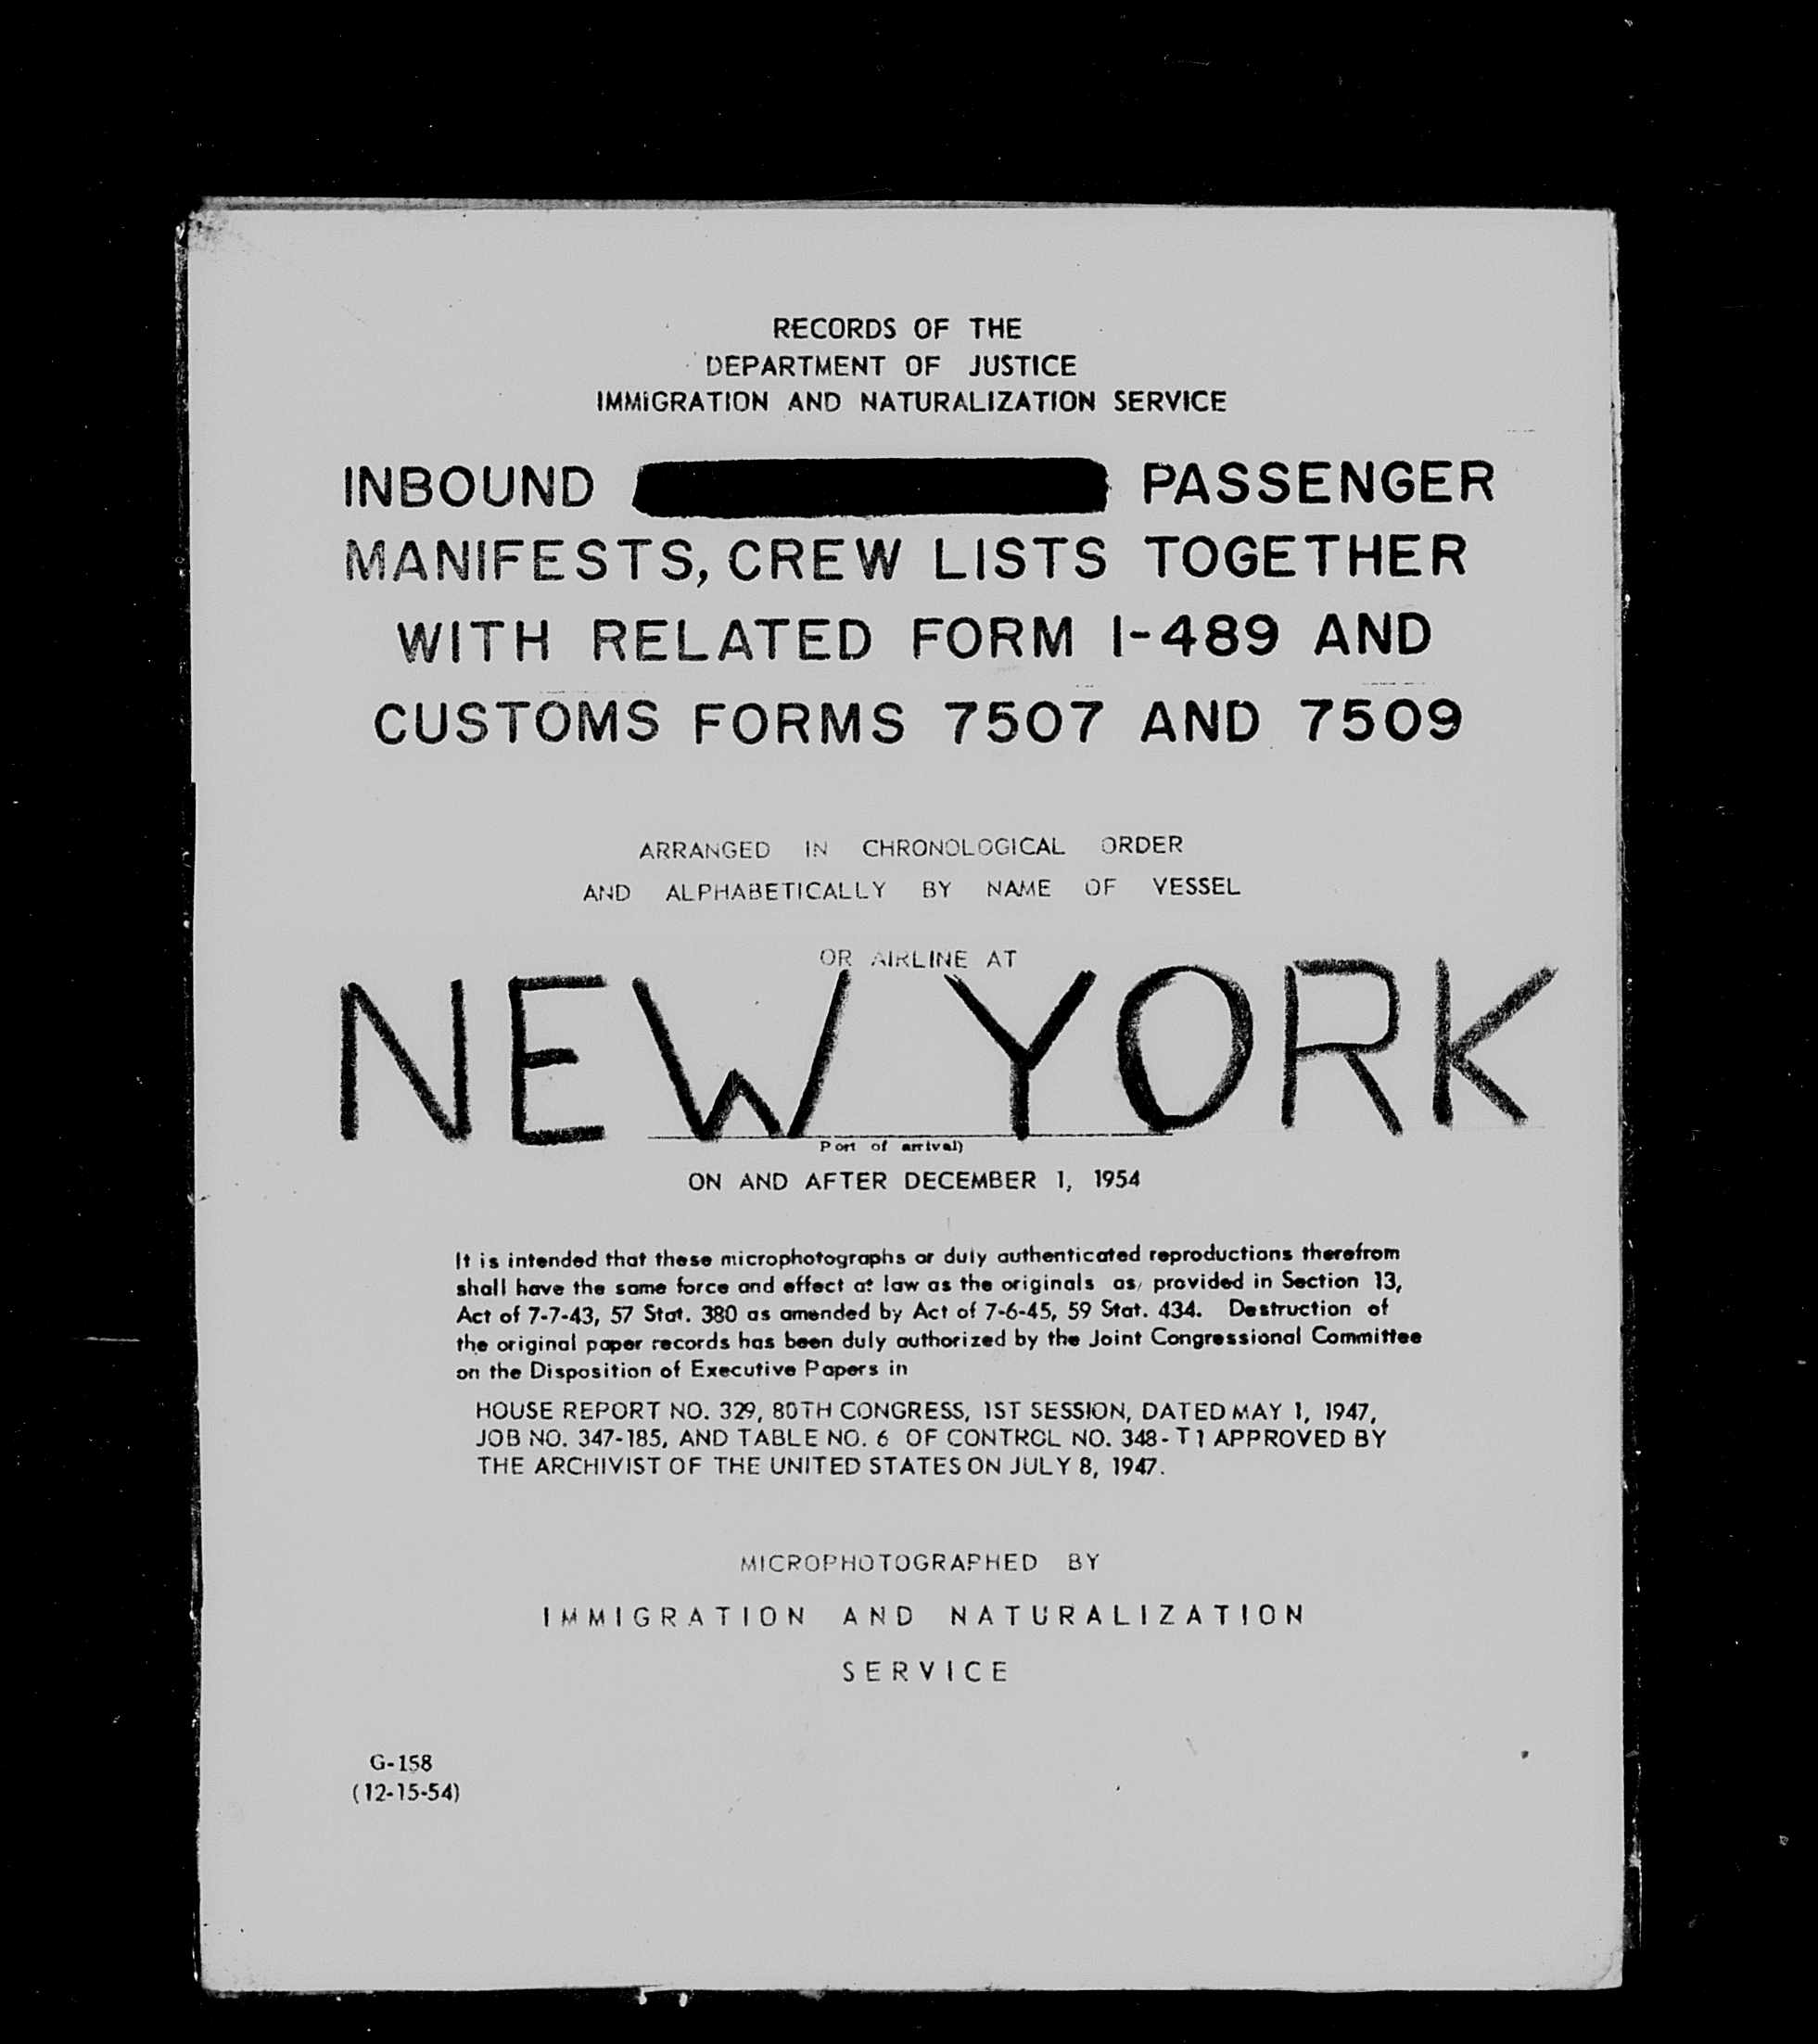 RECORDS OF THE
DEPARTMENT OF JUSTICE
IMMIGRATION AND NATURALIZATION SERVICE
INBOUND PASSENGER
MANIFESTS, CREW LISTS TOGETHER
WITH RELATED FORM I-489 AND
CUSTOMS FORMS 7507 AND 7509
ARRANGED IN CHRONOLOGICAL ORDER
AND ALPHABETICALLY BY NAME OF VESSEL
OR AIRLINE AT
NEW YORK
Port of arrival)
ON AND AFTER DECEMBER 1, 1954
It is intended that these microphotographs or duly authenticated reproductions therefrom
shall have the same force and effect at law as the originals as, provided in Section 13,
Act of 7-7-43, 57 Stat. 380 as amended by Act of 7-6-45, 59 Stat. 434. Destruction of
the original paper records has been duly authorized by the Joint Congressional Committee
on the Disposition of Executive Papers in
HOUSE REPORT NO. 329, 80TH CONGRESS, 1ST SESSION, DATED MAY 1, 1947,
JOB NO. 347-185, AND TABLE NO. 6 OF CONTROL NO. 348-T1 APPROVED BY
THE ARCHIVIST OF THE UNITED STATES ON JULY 8, 1947.
MICROPHOTOGRAPHED BY
IMMIGRATION AND NATURALIZATION
SERVICE
G-158
(12-15-54)